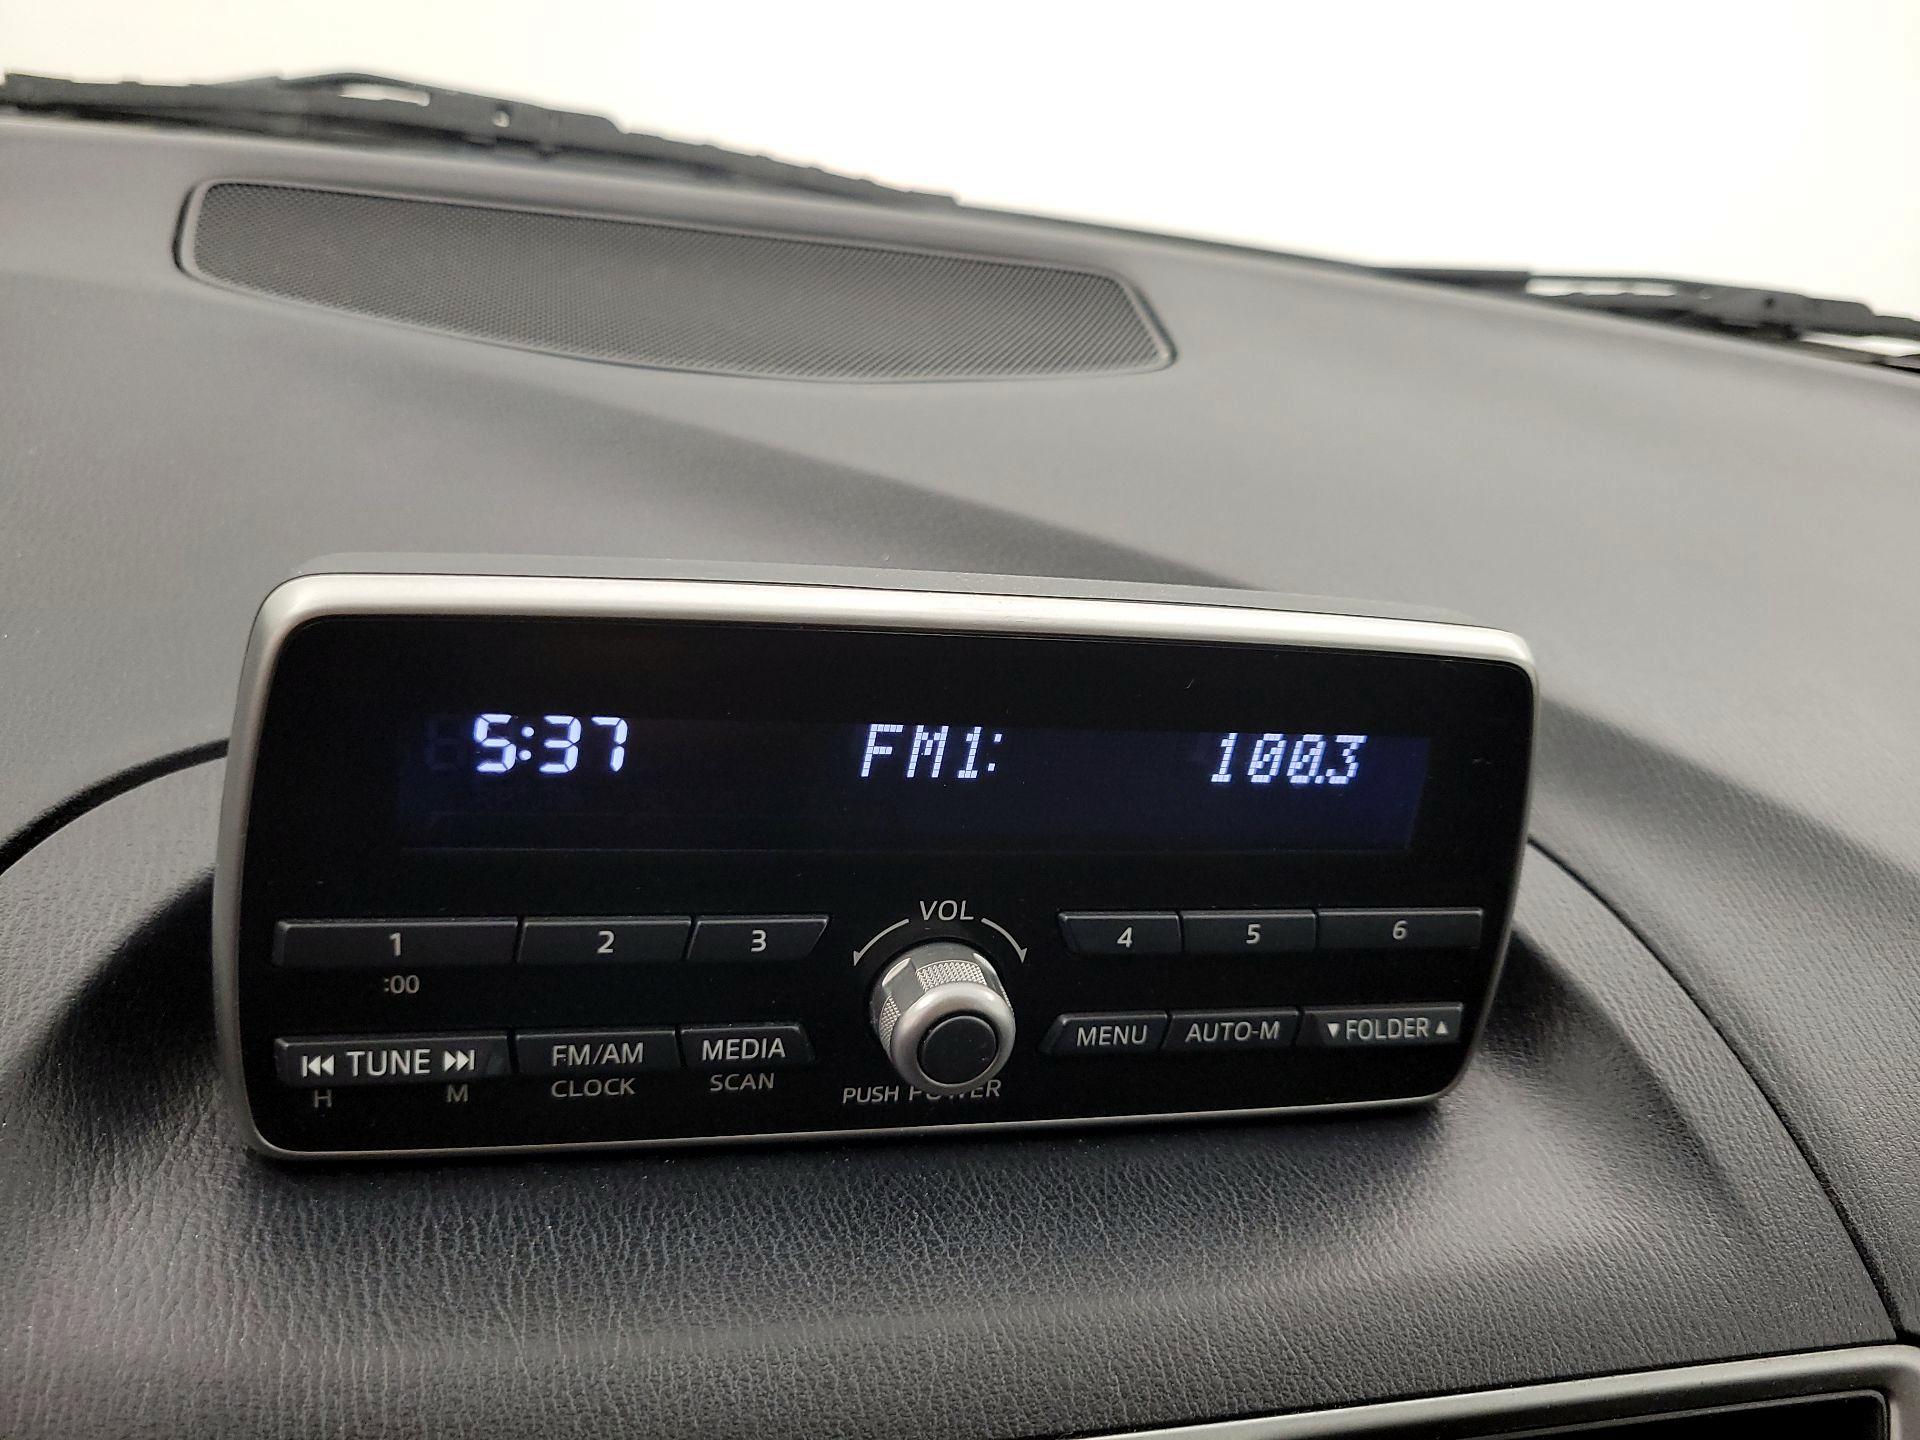 5:37 FM1: 100.3
VOL
1 2 3 4 5 6
:00
⏮ TUNE ⏭ FM/AM MEDIA MENU AUTO-M ▼FOLDER▲
H M CLOCK SCAN PUSH POWER